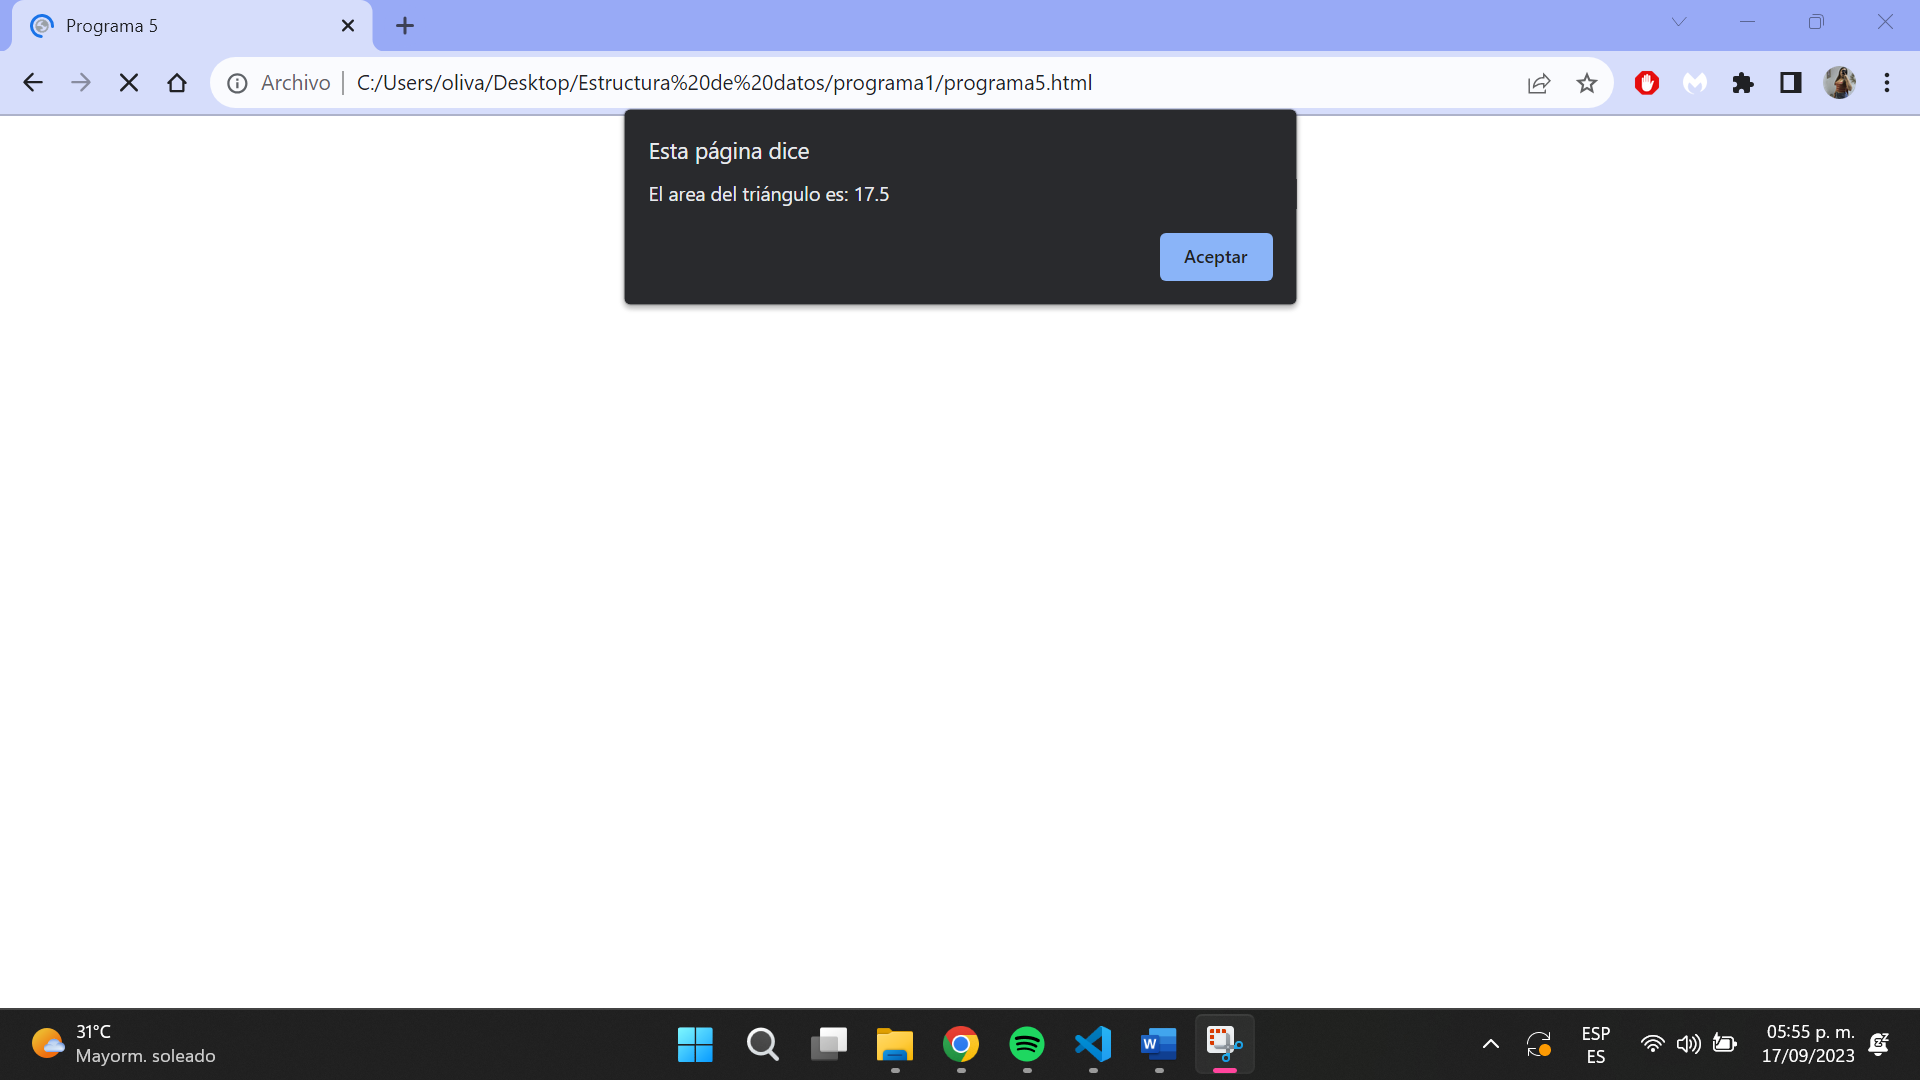 Programa 5
Archivo C:/Users/oliva/Desktop/Estructura%20de%20datos/programa1/programa5.html
Esta página dice
El area del triángulo es: 17.5
Aceptar
31°C
Mayorm. soleado
W
ESP
ES
05:55 p. m.
17/09/2023